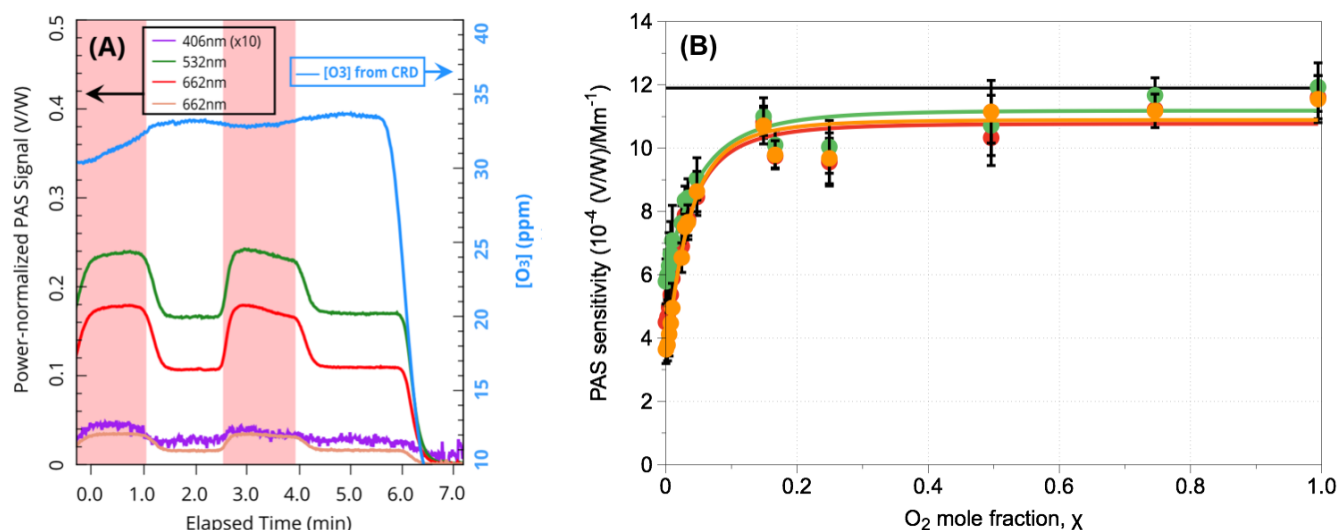 (A)
406nm (x10)
532nm
662nm
662nm
[O3] from CRD
Power-normalized PAS Signal (V/W)
0.5
0.4
0.3
0.2
0.1
0
40
35
30
25
20
15
10
[O3] (ppm)
0.0 1.0 2.0 3.0 4.0 5.0 6.0 7.0
Elapsed Time (min)
(B)
PAS sensitivity (10⁻⁴ (V/W)/Mm⁻¹)
14
12
10
8
6
4
2
0
0 0.2 0.4 0.6 0.8 1.0
O₂ mole fraction, χ